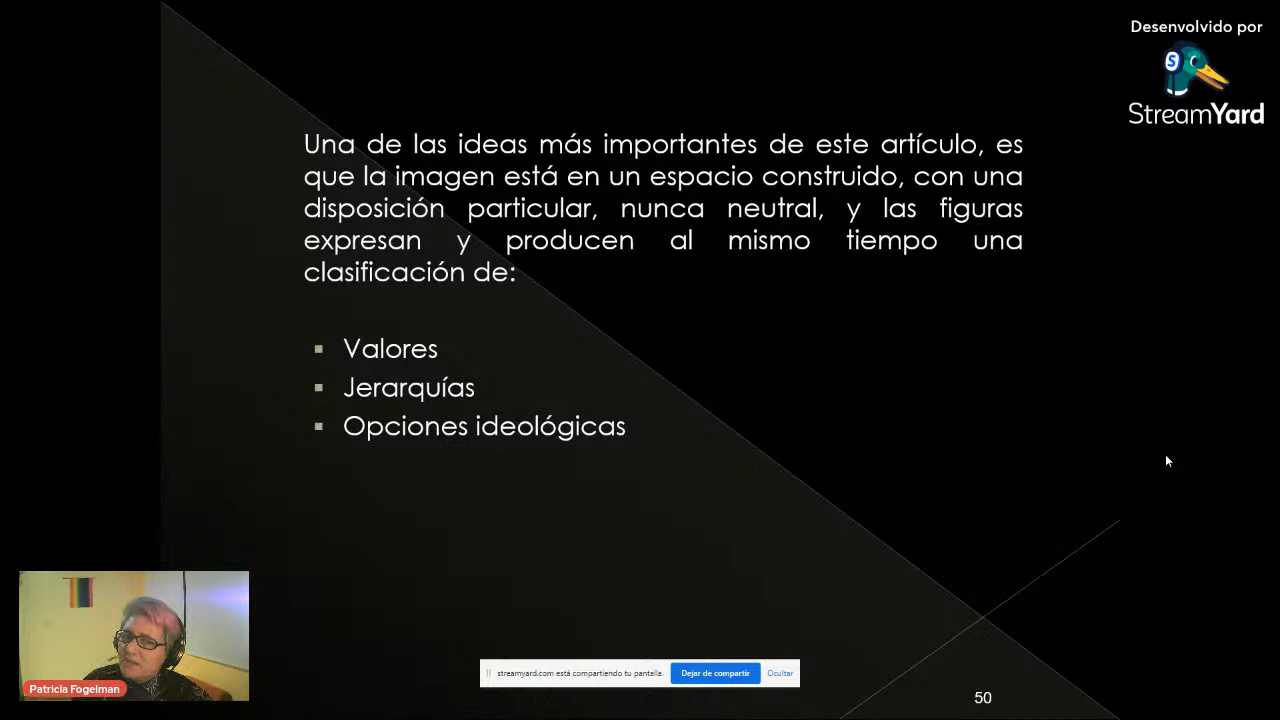 Desenvolvido por
StreamYard
Una de las ideas más importantes de este artículo, es
que la imagen está en un espacio construido, con una
disposición particular, nunca neutral, y las figuras
expresan y producen al mismo tiempo una
clasificación de:
Valores
Jerarquías
Opciones ideológicas
Patricia Fogelman
streamyard.com está compartiendo tu pantalla.
Dejar de compartir
Ocultar
50